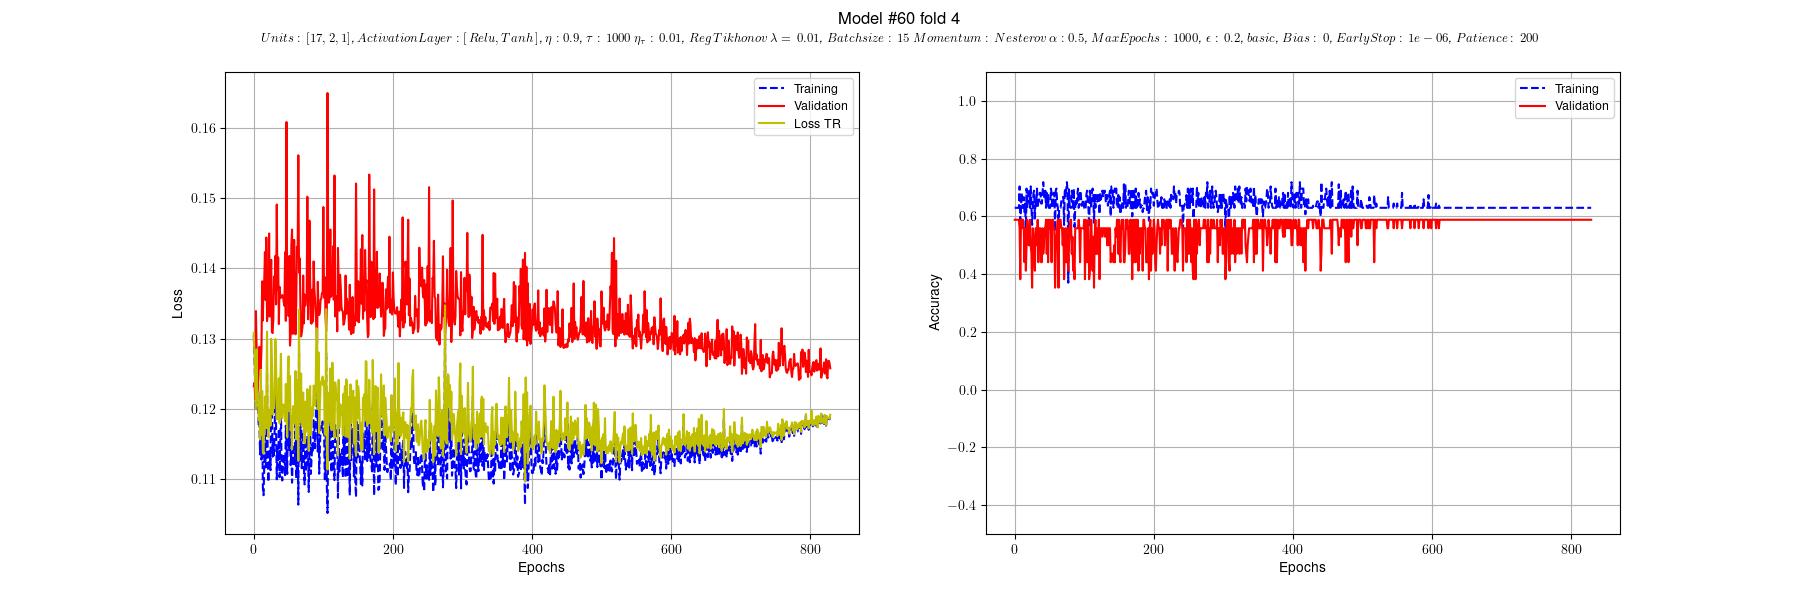 Model #60 fold 4
Units : [17, 2, 1], ActivationLayer : [ Relu, Tanh], η : 0.9, τ : 1000 ητ : 0.01, Reg Tikhonov λ = 0.01, Batchsize : 15 Momentum : Nesterov α : 0.5, MaxEpochs : 1000, ϵ : 0.2, basic, Bias : 0, EarlyStop : 1e − 06, Patience : 200
Training
Validation
Loss TR
0.16
0.15
0.14
0.13
0.12
0.11
Loss
0 200 400 600 800
Epochs
Training
Validation
1.0
0.8
0.6
0.4
0.2
0.0
−0.2
−0.4
Accuracy
0 200 400 600 800
Epochs